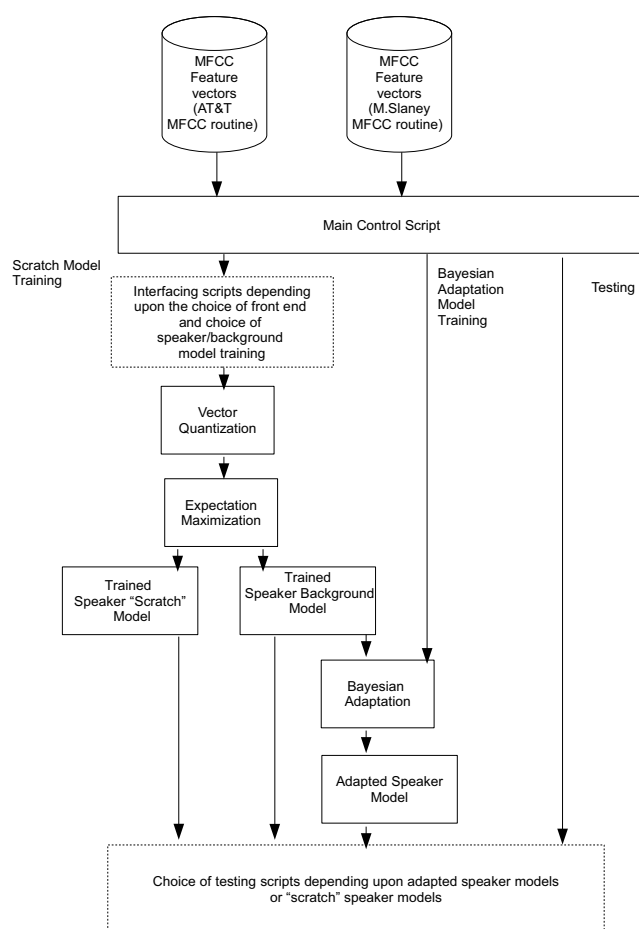 MFCC
Feature
vectors
(AT&T
MFCC routine)
MFCC
Feature
vectors
(M.Slaney
MFCC routine)
Main Control Script
Scratch Model
Training
Interfacing scripts depending
upon the choice of front end
and choice of
speaker/background
model training
Bayesian
Adaptation
Model
Training
Testing
Vector
Quantization
Expectation
Maximization
Trained
Speaker “Scratch”
Model
Trained
Speaker Background
Model
Bayesian
Adaptation
Adapted Speaker
Model
Choice of testing scripts depending upon adapted speaker models
or “scratch” speaker models